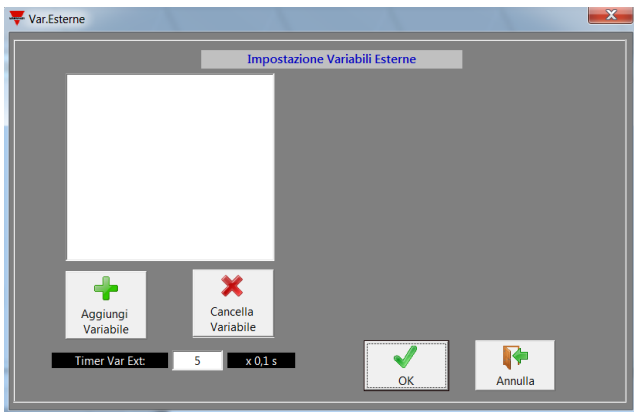 Var.Esterne
Impostazione Variabili Esterne
Aggiungi
Variabile
Cancella
Variabile
Timer Var Ext: 5 x 0,1 s
OK
Annulla